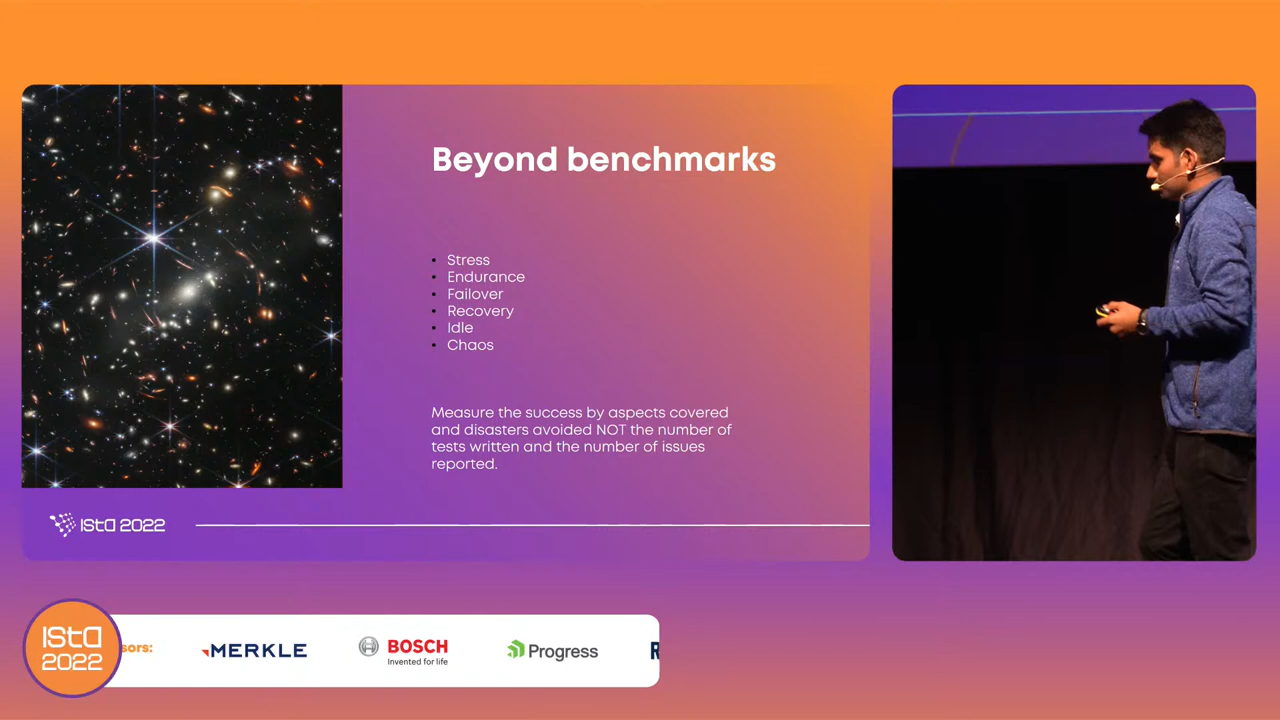 Beyond benchmarks
• Stress
• Endurance
• Failover
• Recovery
• Idle
• Chaos
Measure the success by aspects covered
and disasters avoided NOT the number of
tests written and the number of issues
reported.
ista 2022
ista
2022
sors:
MERKLE
BOSCH
Invented for life
Progress
R